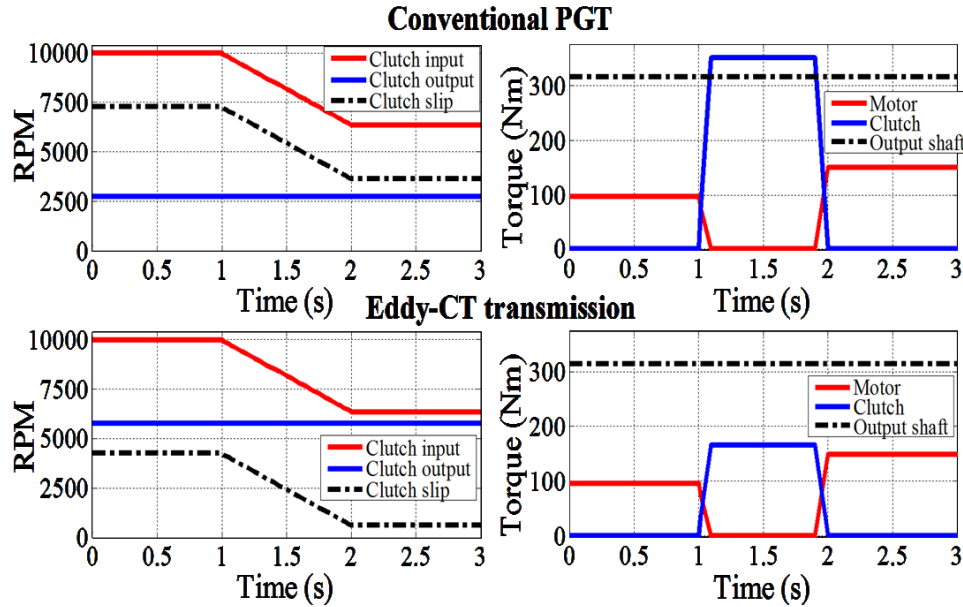 Conventional PGT
10000
7500
5000
2500
0
RPM
Clutch input
Clutch output
Clutch slip
0 0.5 1 1.5 2 2.5 3
Time (s)
300
200
100
0
Torque (Nm)
Motor
Clutch
Output shaft
0 0.5 1 1.5 2 2.5 3
Time (s)
Eddy-CT transmission
10000
7500
5000
2500
0
RPM
Clutch input
Clutch output
Clutch slip
0 0.5 1 1.5 2 2.5 3
Time (s)
300
200
100
0
Torque (Nm)
Motor
Clutch
Output shaft
0 0.5 1 1.5 2 2.5 3
Time (s)